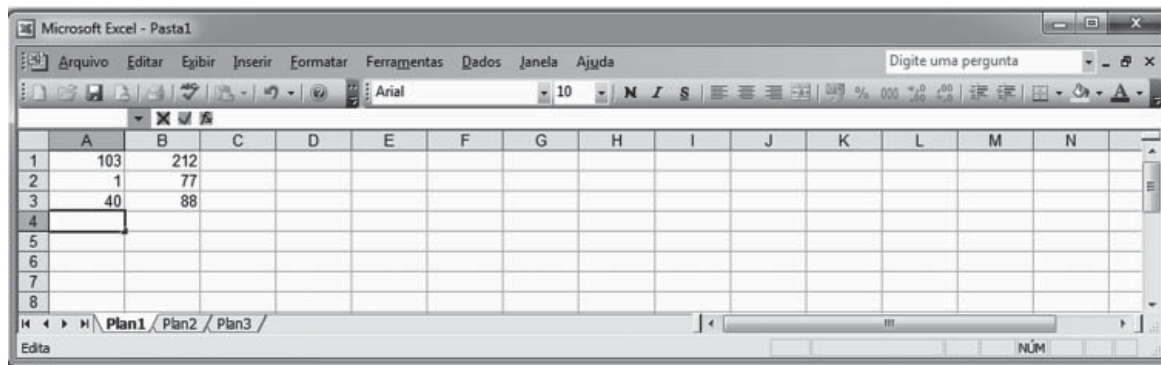 Microsoft Excel - Pasta1
Arquivo Editar Exibir Inserir Formatar Ferramentas Dados Janela Ajuda Digite uma pergunta
Arial 10 N I S % 000
A B C D E F G H I J K L M N
1 103 212
2 1 77
3 40 88
4
5
6
7
8
Plan1 Plan2 Plan3
Edita NÚM